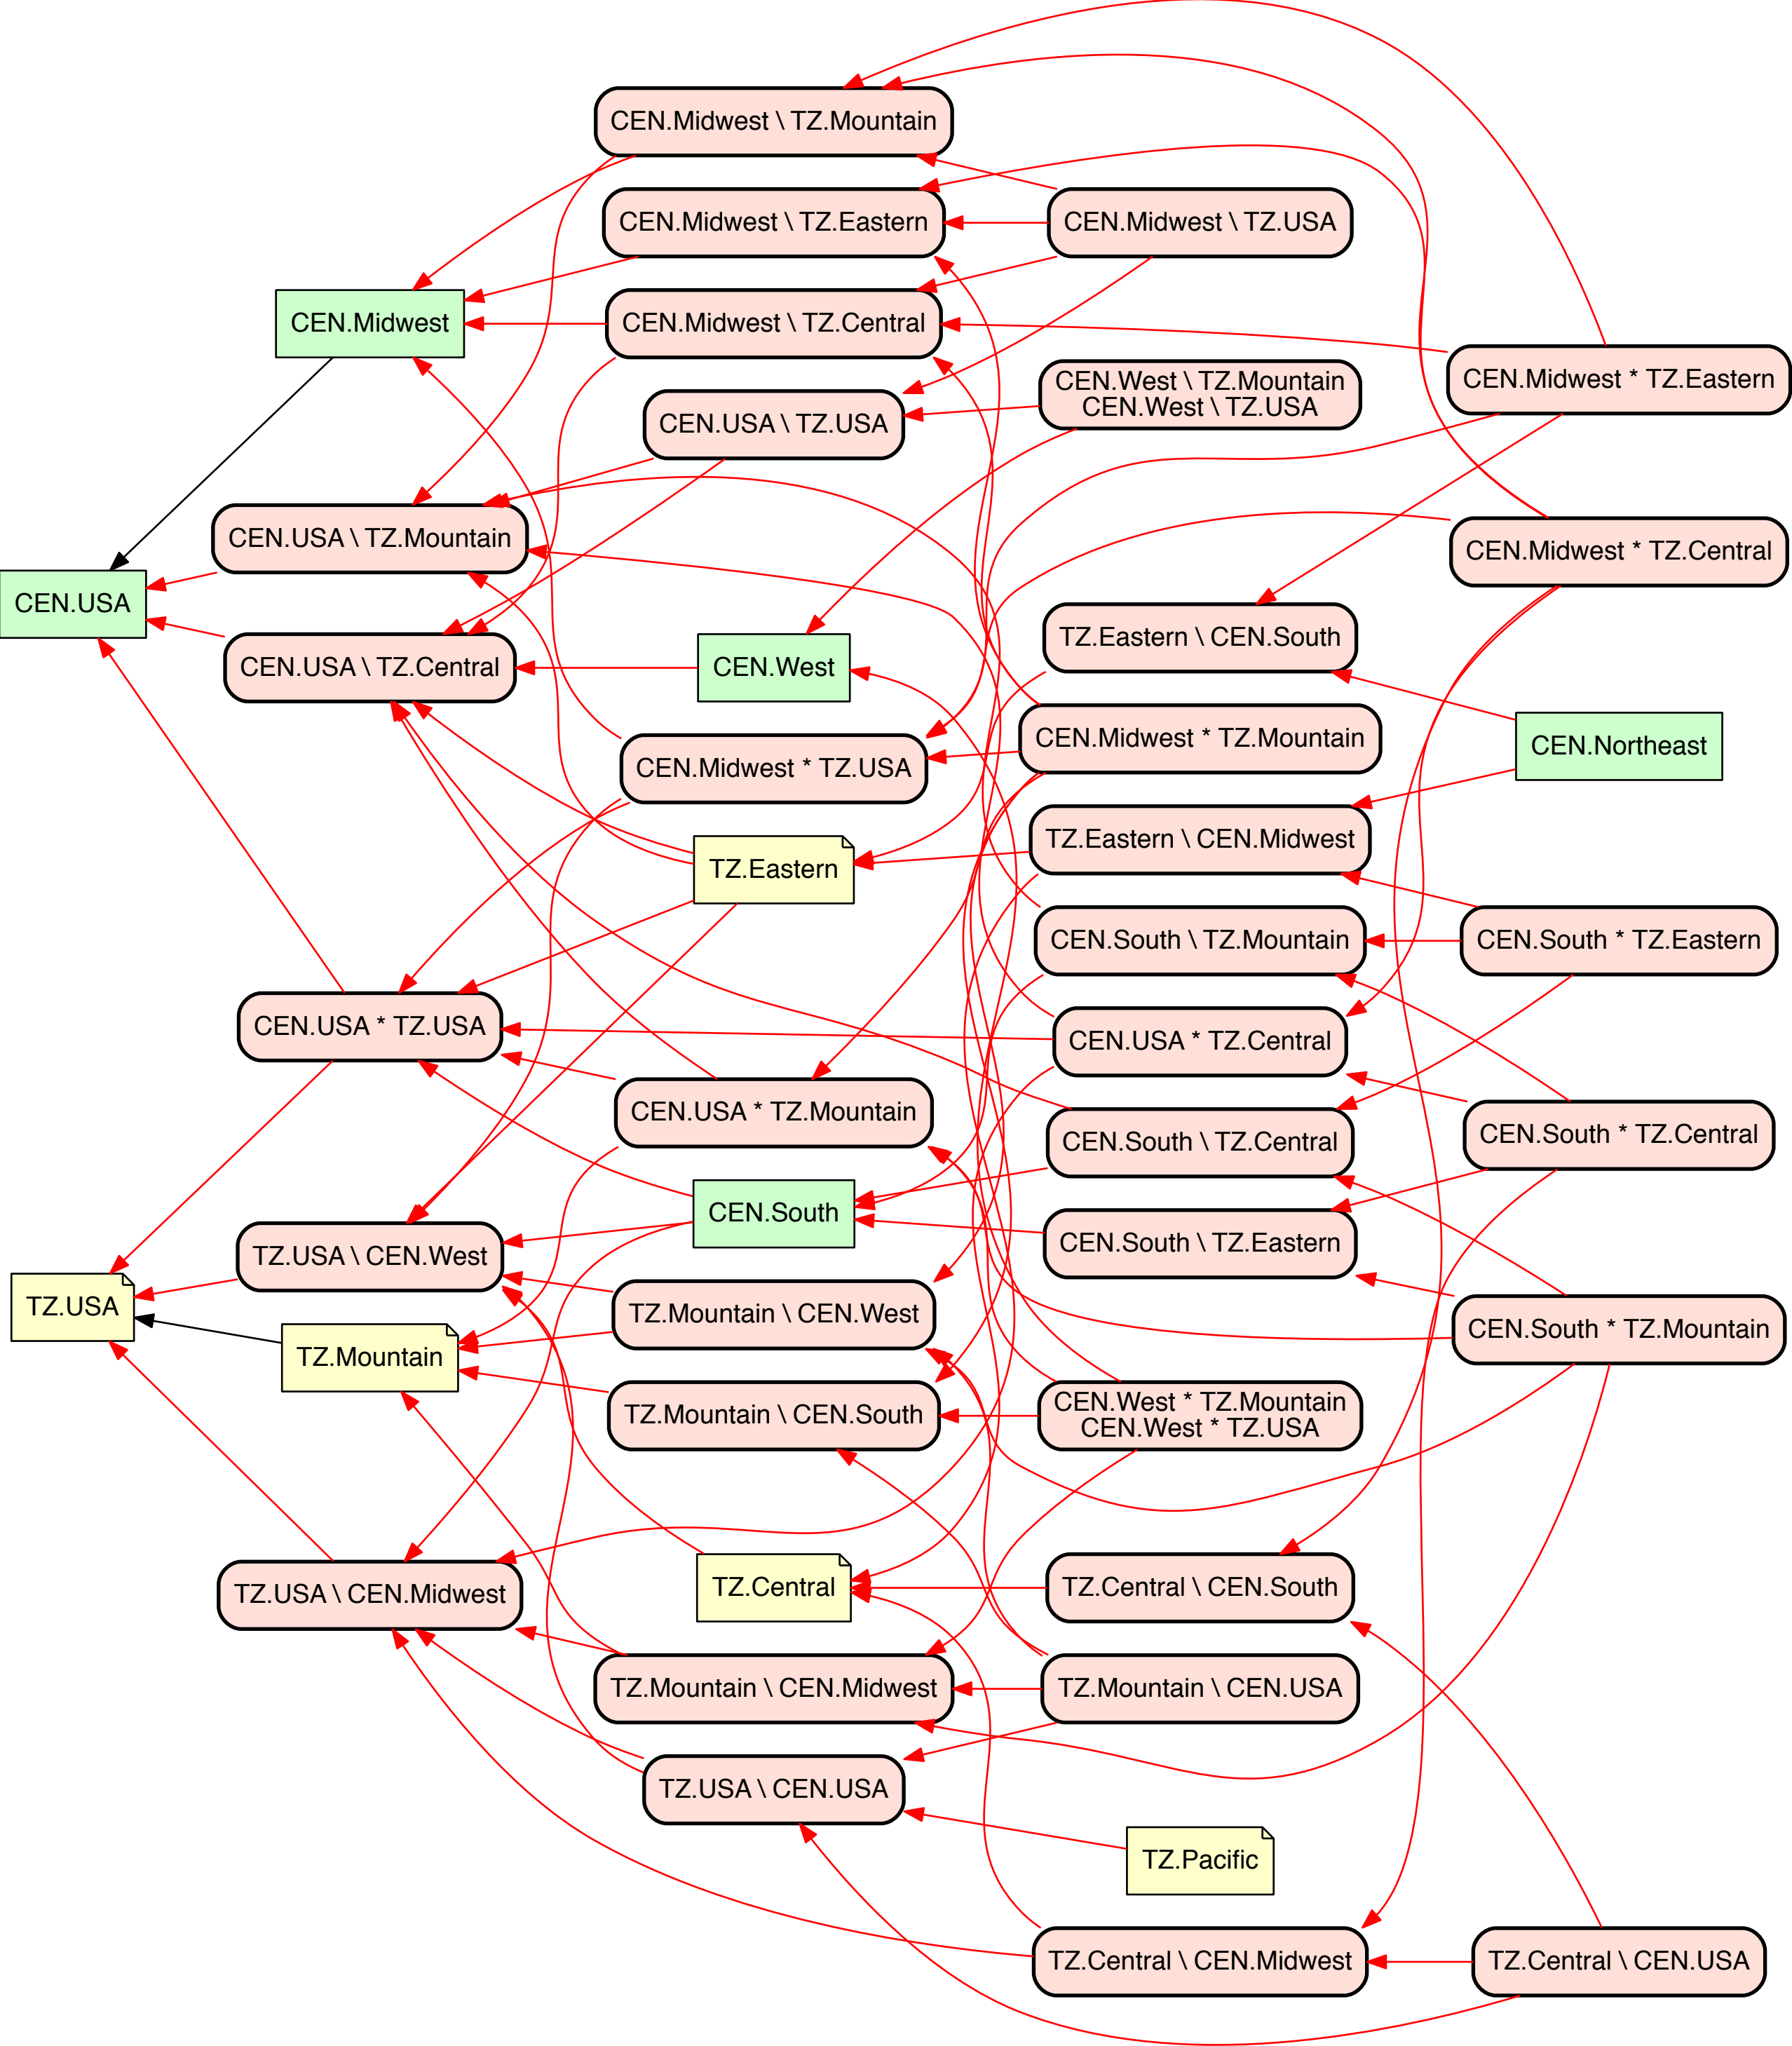 CEN.Midwest \ TZ.Mountain
CEN.Midwest \ TZ.Eastern
CEN.Midwest \ TZ.USA
CEN.Midwest
CEN.Midwest \ TZ.Central
CEN.Midwest * TZ.Eastern
CEN.West \ TZ.Mountain
CEN.West \ TZ.USA
CEN.USA \ TZ.USA
CEN.USA \ TZ.Mountain
CEN.Midwest * TZ.Central
CEN.USA
TZ.Eastern \ CEN.South
CEN.USA \ TZ.Central
CEN.West
CEN.Midwest * TZ.Mountain
CEN.Northeast
CEN.Midwest * TZ.USA
TZ.Eastern \ CEN.Midwest
TZ.Eastern
CEN.South \ TZ.Mountain
CEN.South * TZ.Eastern
CEN.USA * TZ.USA
CEN.USA * TZ.Central
CEN.USA * TZ.Mountain
CEN.South * TZ.Central
CEN.South \ TZ.Central
CEN.South
CEN.South \ TZ.Eastern
TZ.USA \ CEN.West
TZ.USA
TZ.Mountain \ CEN.West
CEN.South * TZ.Mountain
TZ.Mountain
TZ.Mountain \ CEN.South
CEN.West * TZ.Mountain
CEN.West * TZ.USA
TZ.USA \ CEN.Midwest
TZ.Central
TZ.Central \ CEN.South
TZ.Mountain \ CEN.Midwest
TZ.Mountain \ CEN.USA
TZ.USA \ CEN.USA
TZ.Pacific
TZ.Central \ CEN.Midwest
TZ.Central \ CEN.USA